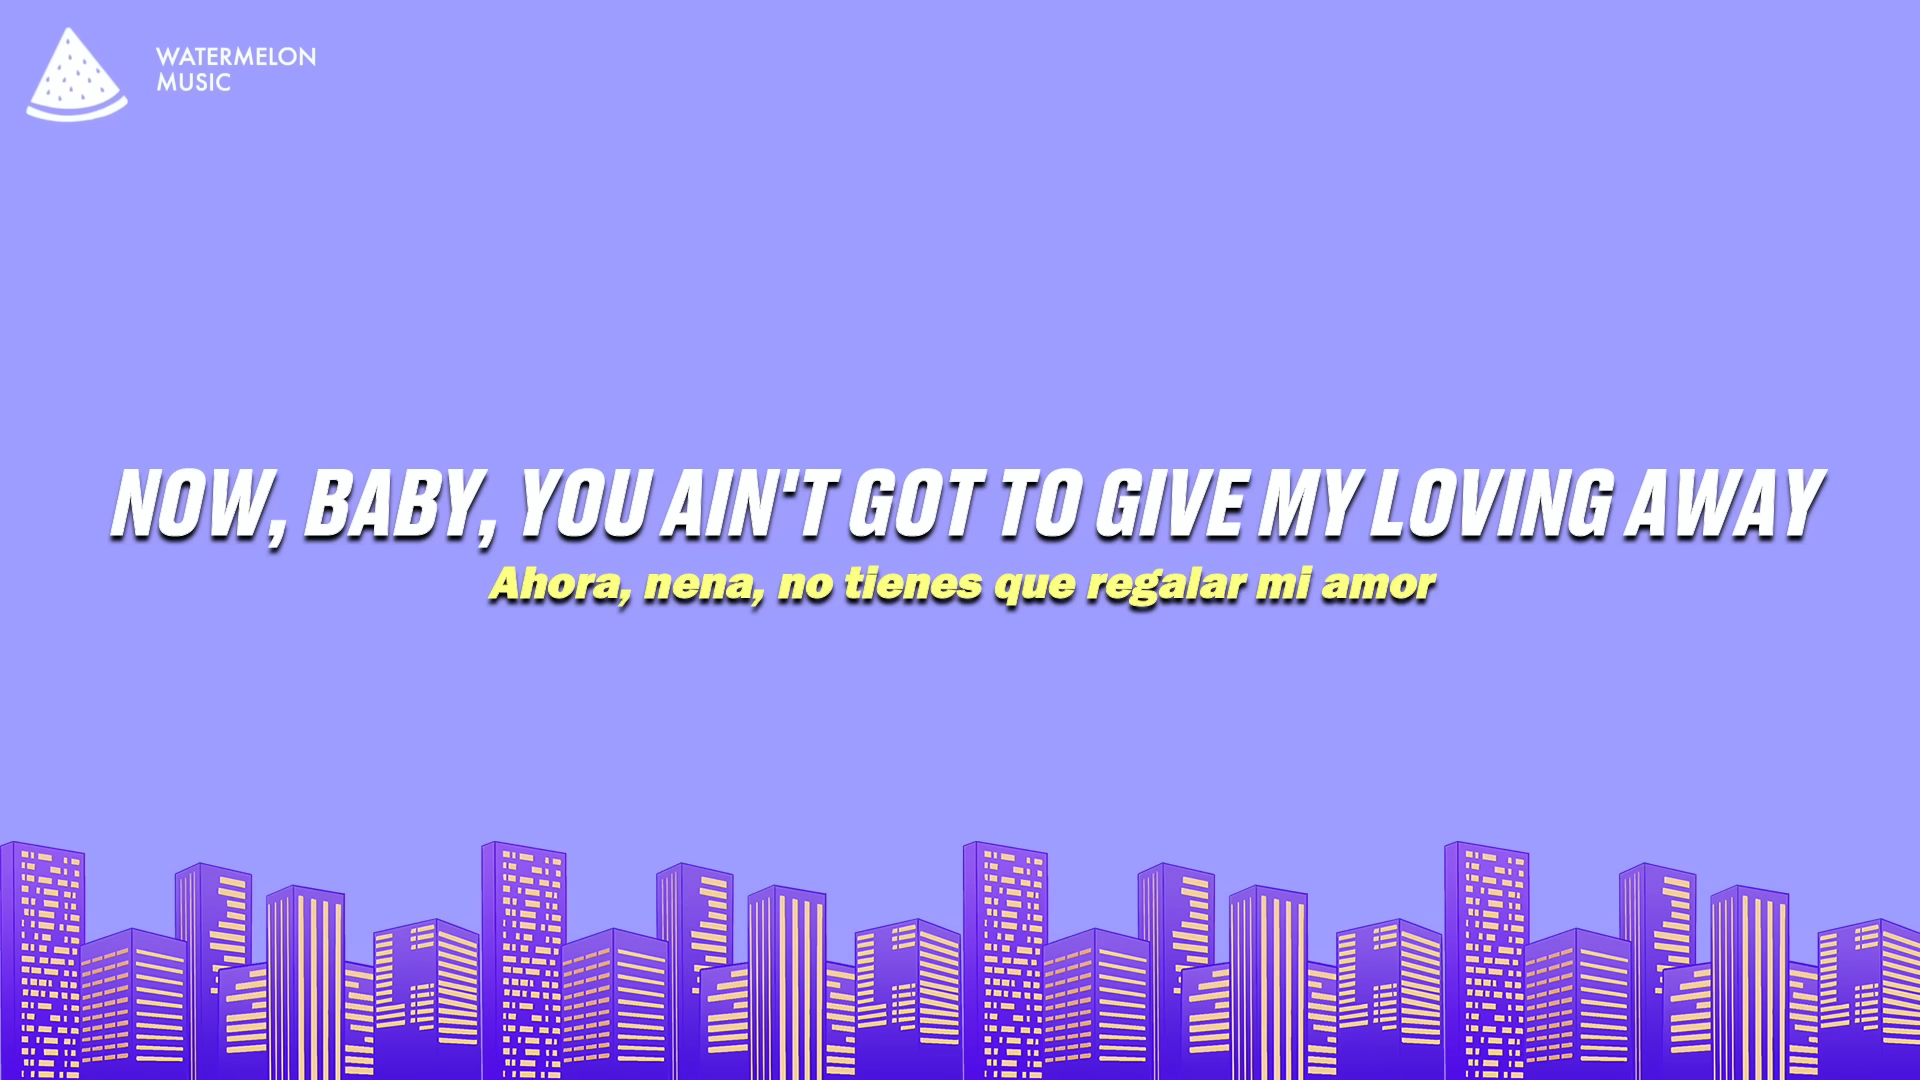 WATERMELON
MUSIC
NOW, BABY, YOU AIN'T GOT TO GIVE MY LOVING AWAY
Ahora, nena, no tienes que regalar mi amor